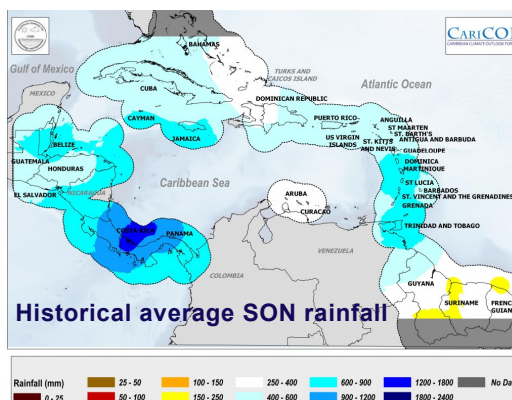 CARICO
CARIBBEAN CLIMATE OUTLOOK FOR
BAHAMAS
Gulf of Mexico
TURKS AND
CAICOS ISLAND
Atlantic Ocean
MEXICO
CUBA
DOMINICAN REPUBLIC
CAYMAN
PUERTO RICO
ANGUILLA
JAMAICA
ST MAARTEN
ST. BARTH
US VIRGIN
ISLANDS
ST. KITTS
AND NEVIS
ANTIGUA AND BARBUDA
BELIZE
GUADELOUPE
GUATEMALA
HONDURAS
DOMINICA
MARTINIQUE
Caribbean Sea
ST LUCIA
EL SALVADOR
NICARAGUA
ARUBA
BARBADOS
ST. VINCENT AND THE GRENADINES
CURACAO
GRENADA
COSTA RICA
PANAMA
TRINIDAD AND TOBAGO
VENEZUELA
COLOMBIA
GUYANA
SURINAME
FRENC
GUIAN
Historical average SON rainfall
Rainfall (mm)
25 - 50
100 - 150
250 - 400
600 - 900
1200 - 1800
No Da
0 - 25
50 - 100
150 - 250
400 - 600
900 - 1200
1800 - 2400